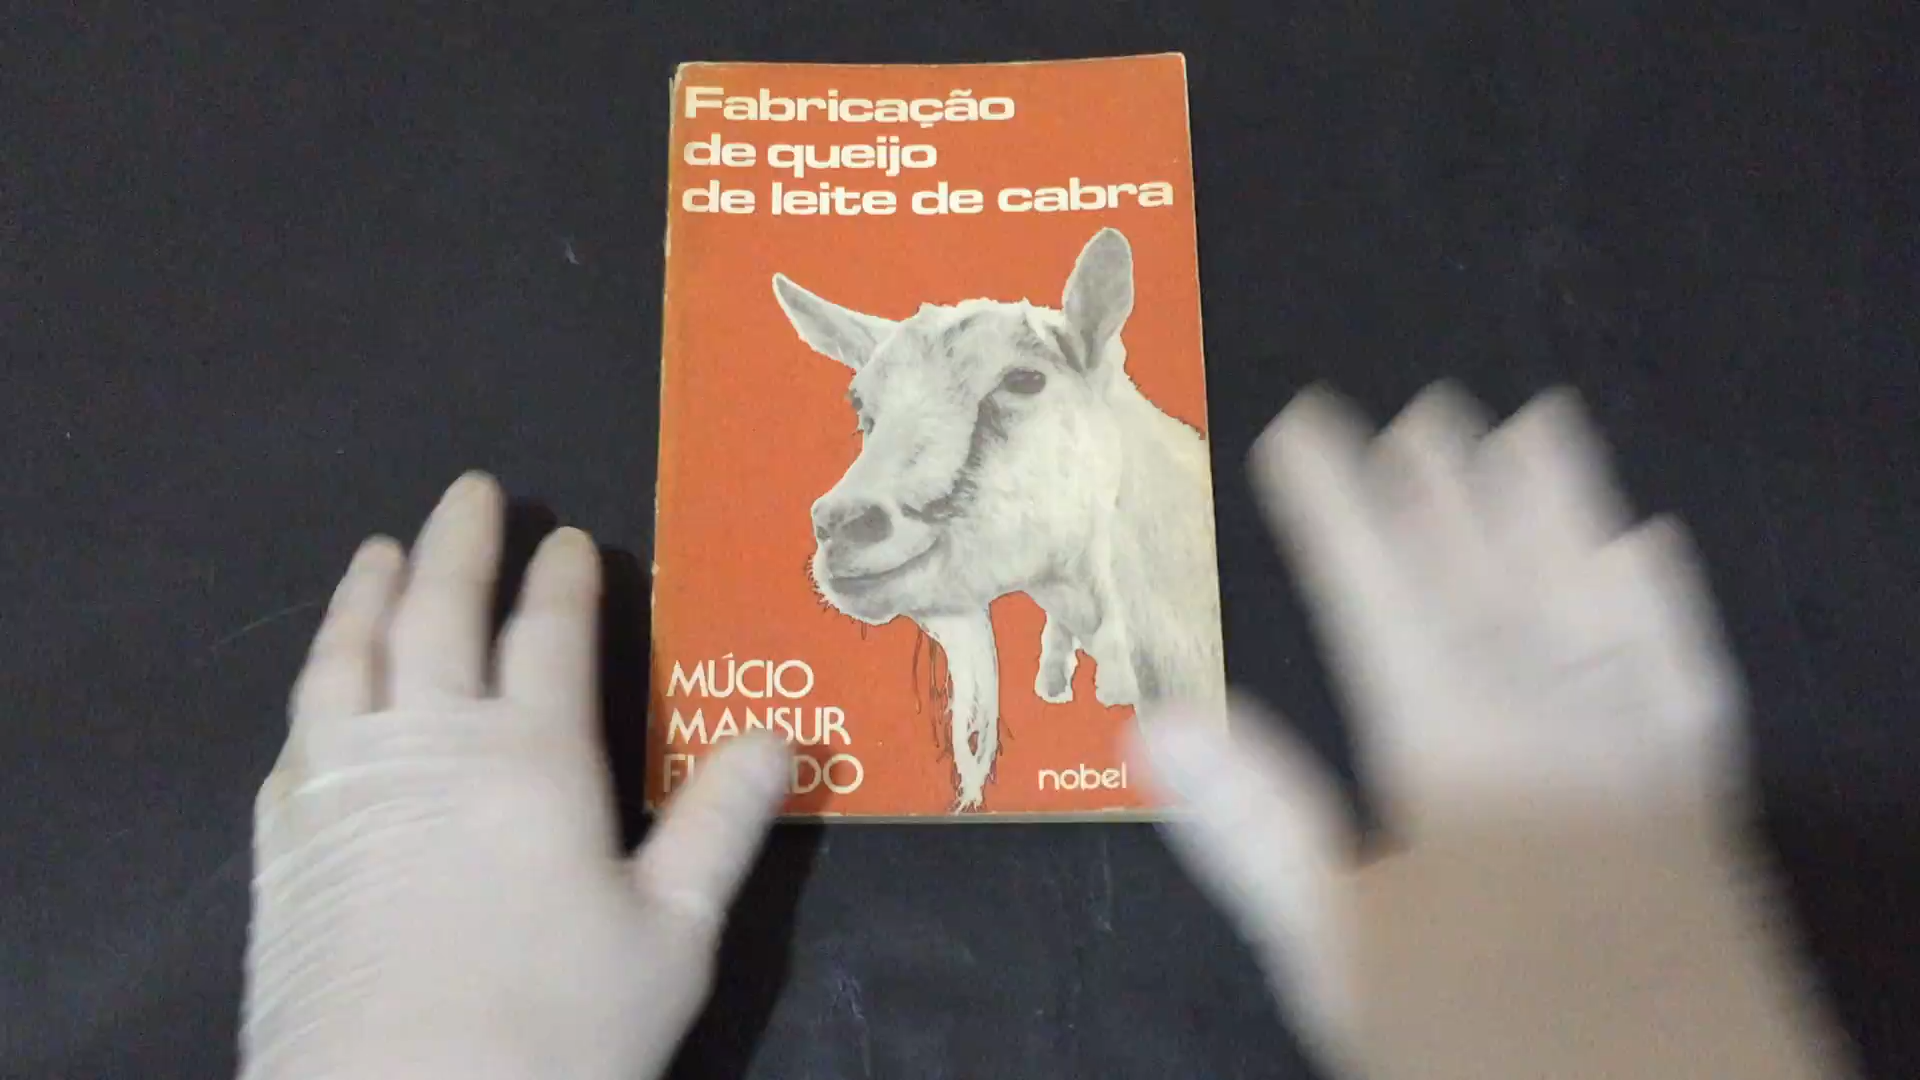 Fabricação
de queijo
de leite de cabra
MÚCIO
MANSUR
nobel